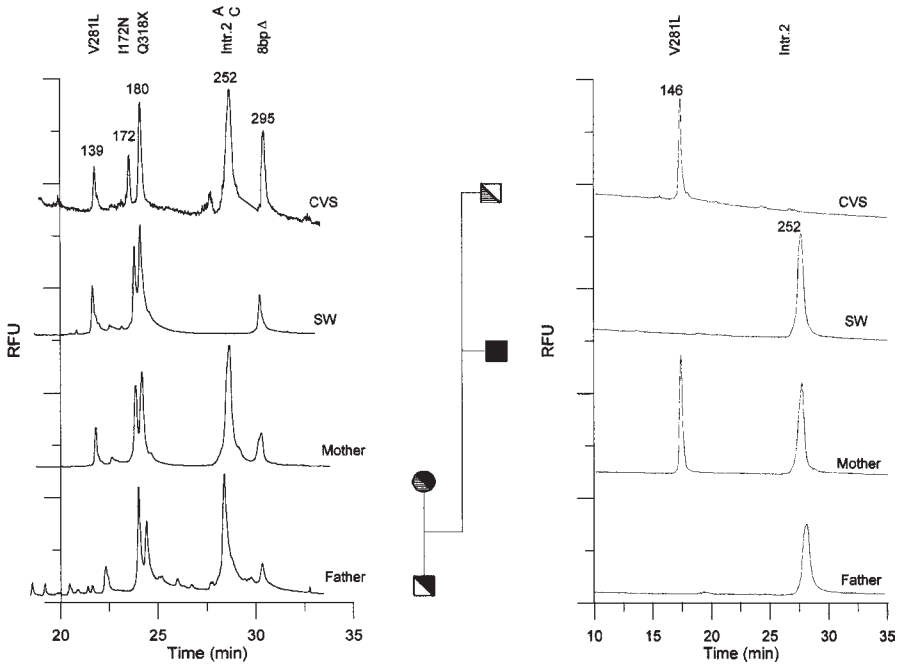 V281L
I172N
Q318X
Intr.2 A C
8bp Δ
139
172
180
252
295
CVS
SW
Mother
Father
RFU
20 25 30 35
Time (min)
V281L
Intr.2
146
CVS
252
SW
Mother
Father
RFU
10 15 20 25 30 35
Time (min)